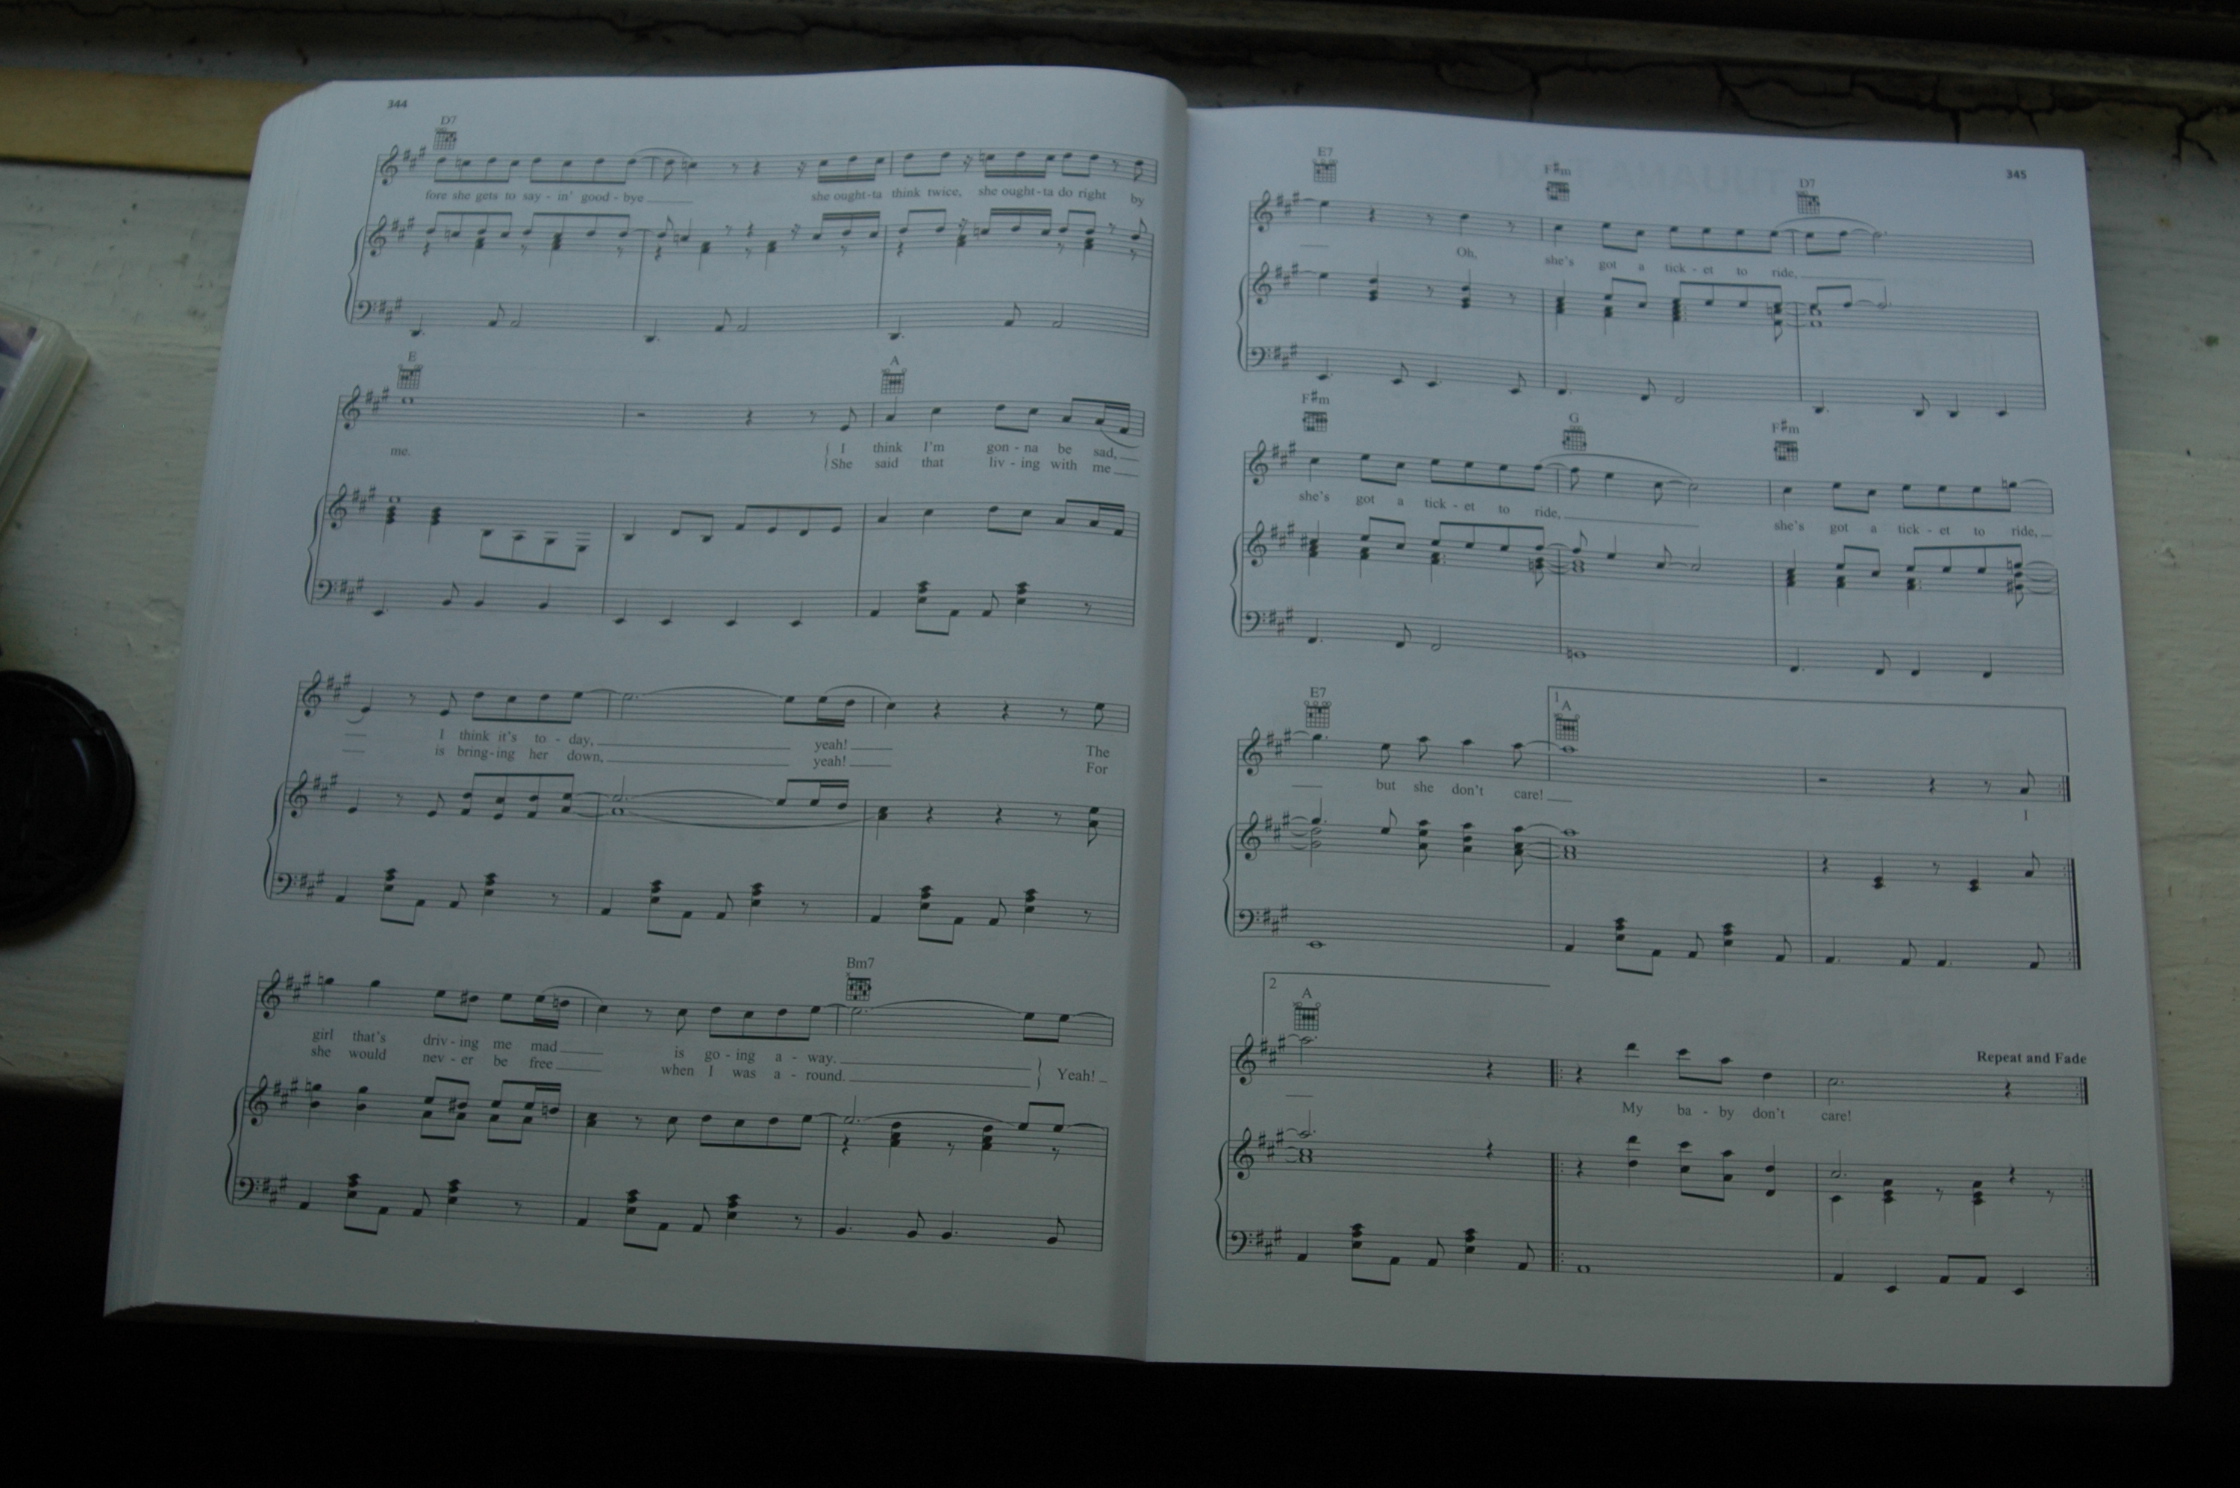 344
D7
fore she gets to say - in' good - bye she ought-ta think twice, she ought-ta do right by
E A
me. I think I'm gon - na be sad,
She said that liv - ing with me
I think it's to - day, yeah! The
is bring-ing her down, yeah! For
Bm7
girl that's driv - ing me mad is go - ing a - way.
she would nev - er be free when I was a - round. Yeah!
345
E7 F#m D7
Oh, she's got a tick - et to ride,
F#m G F#m
she's got a tick - et to ride, she's got a tick - et to ride,
E7 1 A
but she don't care! I
2 A
Repeat and Fade
My ba - by don't care!